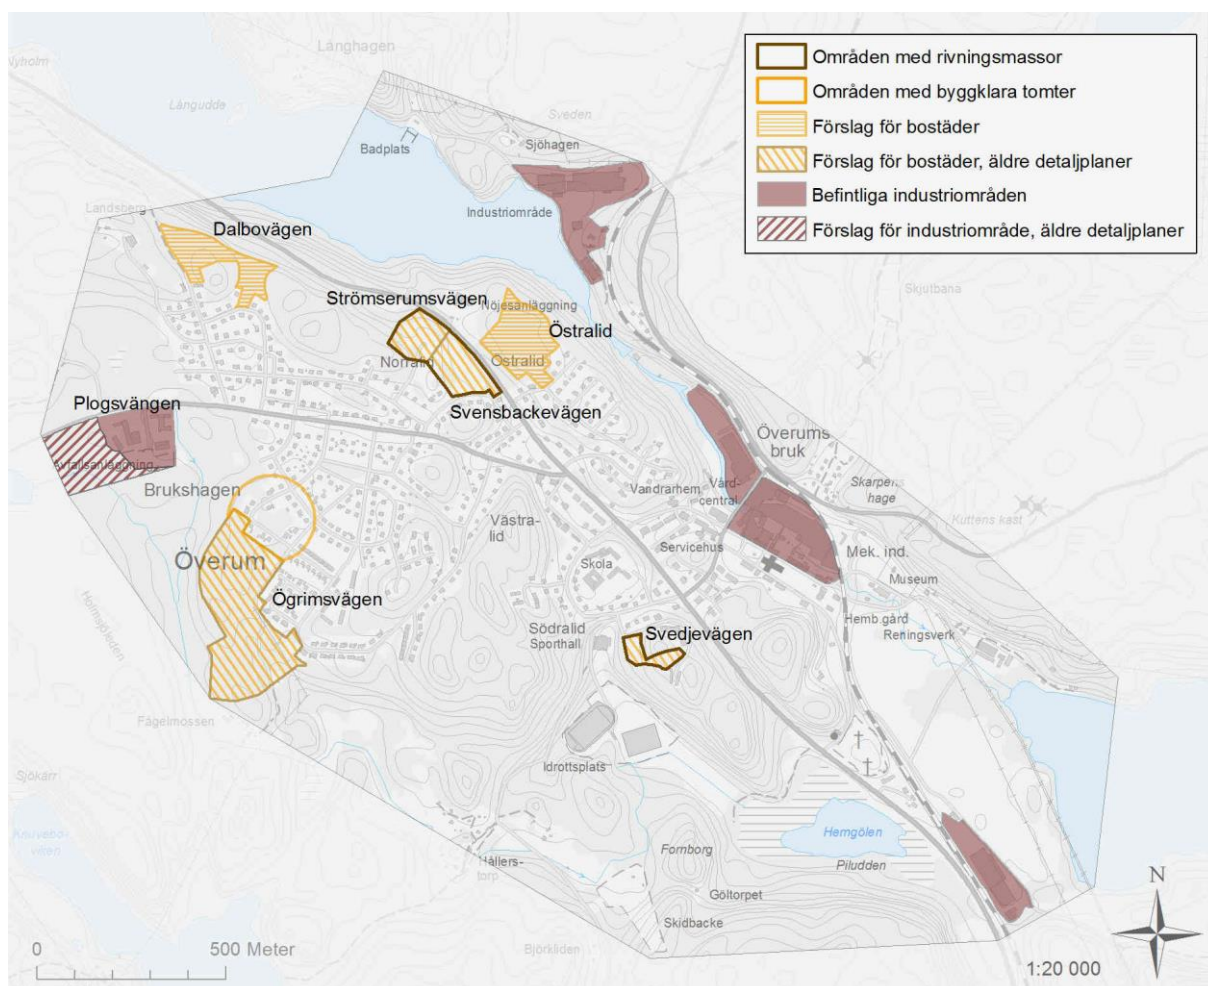 Långhagen
Nyholm
Långudde
Sveden
Badplats
Sjöhagen
Industriområde
Landsberg
Dalbovägen
Områden med rivningsmassor
Områden med byggklara tomter
Förslag för bostäder
Förslag för bostäder, äldre detaljplaner
Befintliga industriområden
Förslag för industriområde, äldre detaljplaner
Skjutbana
Strömserumsvägen
Nöjesanläggning
Östralid
Norralid
Östralid
Svensbackevägen
Plogsvängen
Avfallsanläggning
Brukshagen
Överums
bruk
Vård-
central
Vandrarhem
Skarpens
hage
Kuttens kast
Västra-
lid
Servicehus
Mek. ind.
Överum
Skola
Museum
Ögrimsvägen
Hemb.gård
Reningsverk
Södralid
Sporthall
Svedjevägen
Fågelmossen
Sjökärr
Idrottsplats
Hemgölen
Piludden
Fornborg
Hållers-
torp
Göltorpet
Skidbacke
Björkliden
N
0 500 Meter
1:20 000